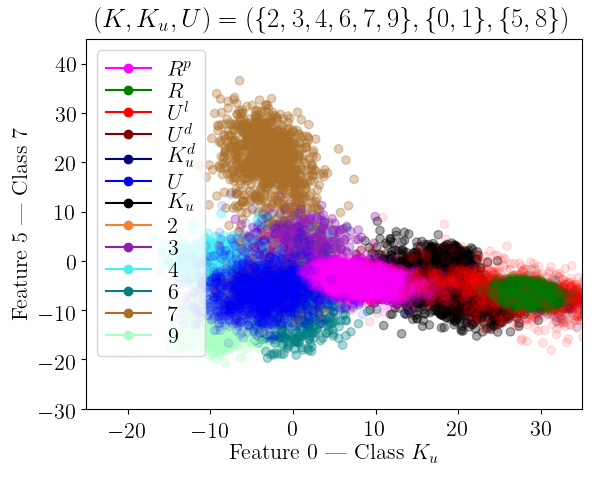 (K, K_u, U) = ({2, 3, 4, 6, 7, 9}, {0, 1}, {5, 8})
Feature 5 — Class 7
40
30
20
10
0
−10
−20
−30
R^p
R
U^l
U^d
K_u^d
U
K_u
2
3
4
6
7
9
−20 −10 0 10 20 30
Feature 0 — Class K_u